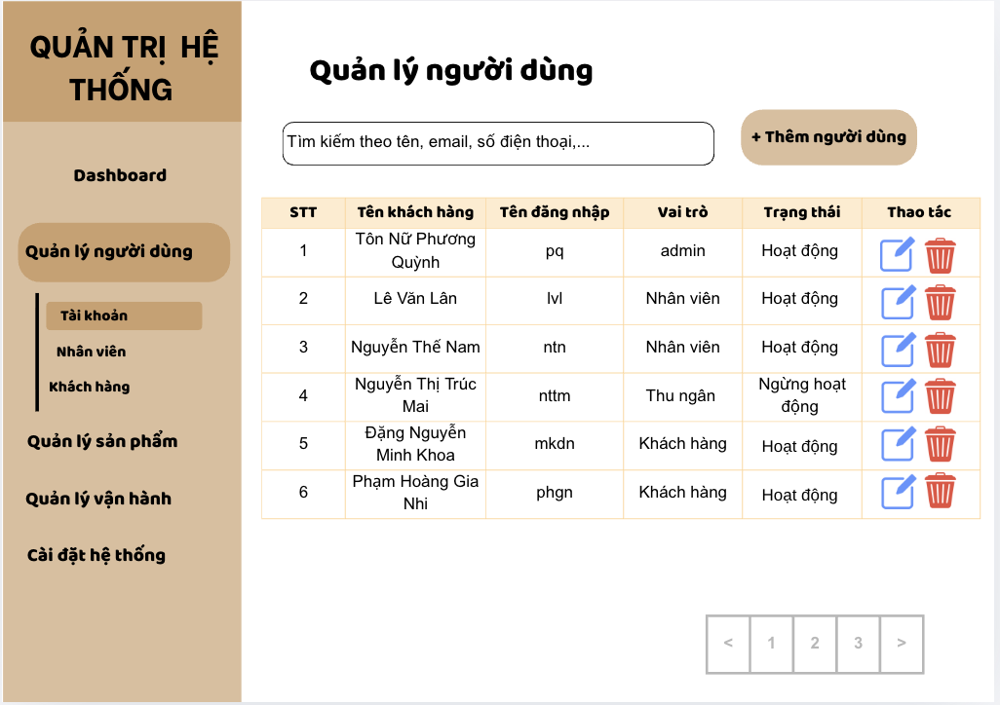 QUẢN TRỊ HỆ
THỐNG
Dashboard
Quản lý người dùng
Tài khoản
Nhân viên
Khách hàng
Quản lý sản phẩm
Quản lý vận hành
Cài đặt hệ thống
Quản lý người dùng
Tìm kiếm theo tên, email, số điện thoại,...
+ Thêm người dùng
STT Tên khách hàng Tên đăng nhập Vai trò Trạng thái Thao tác
1 Tôn Nữ Phương Quỳnh pq admin Hoạt động
2 Lê Văn Lân lvl Nhân viên Hoạt động
3 Nguyễn Thế Nam ntn Nhân viên Hoạt động
4 Nguyễn Thị Trúc Mai nttm Thu ngân Ngừng hoạt động
5 Đặng Nguyễn Minh Khoa mkdn Khách hàng Hoạt động
6 Phạm Hoàng Gia Nhi phgn Khách hàng Hoạt động
< 1 2 3 >